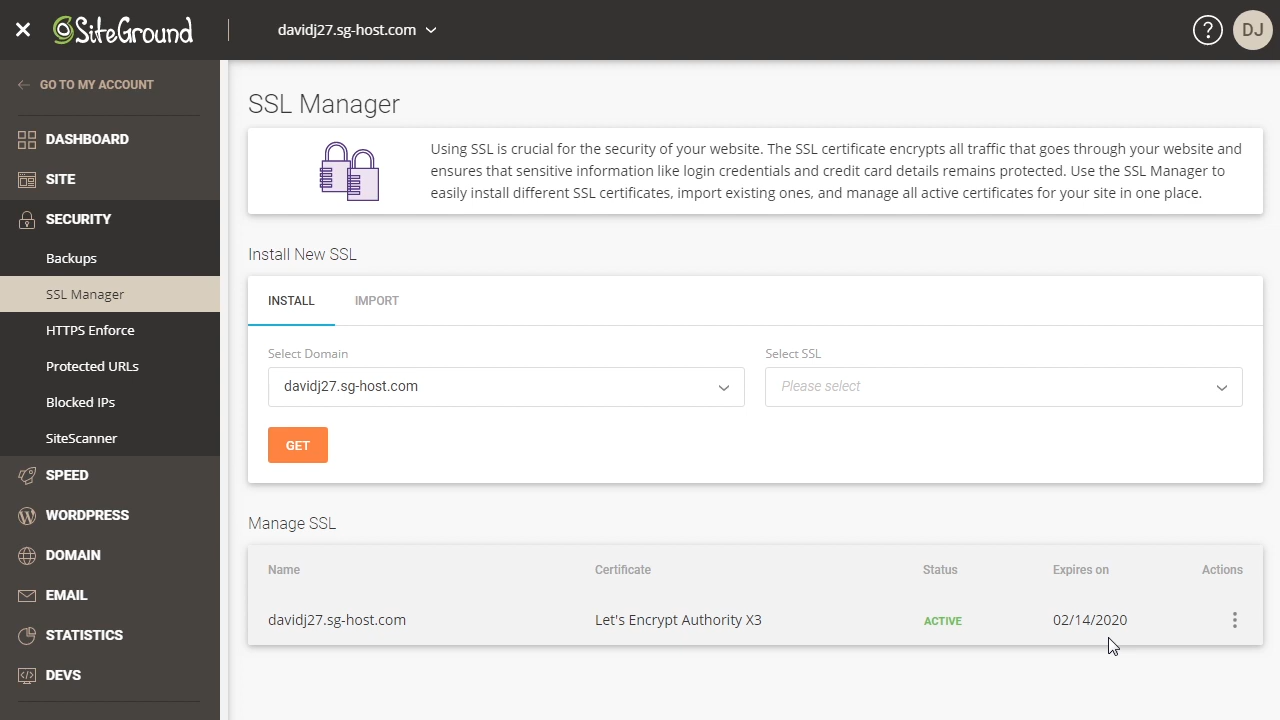 SiteGround
davidj27.sg-host.com
?
DJ
GO TO MY ACCOUNT
DASHBOARD
SITE
SECURITY
Backups
SSL Manager
HTTPS Enforce
Protected URLs
Blocked IPs
SiteScanner
SPEED
WORDPRESS
DOMAIN
EMAIL
STATISTICS
DEVS
SSL Manager
Using SSL is crucial for the security of your website. The SSL certificate encrypts all traffic that goes through your website and
ensures that sensitive information like login credentials and credit card details remains protected. Use the SSL Manager to
easily install different SSL certificates, import existing ones, and manage all active certificates for your site in one place.
Install New SSL
INSTALL IMPORT
Select Domain Select SSL
davidj27.sg-host.com Please select
GET
Manage SSL
Name Certificate Status Expires on Actions
davidj27.sg-host.com Let's Encrypt Authority X3 ACTIVE 02/14/2020